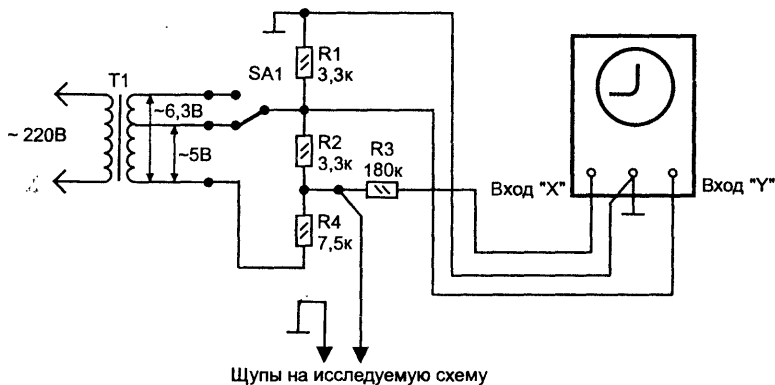 T1
SA1
R1
3,3к
~6,3В
~ 220В
~5В
R2
3,3к
R3
180к
R4
7,5к
Вход "X"
Вход "Y"
Щупы на исследуемую схему